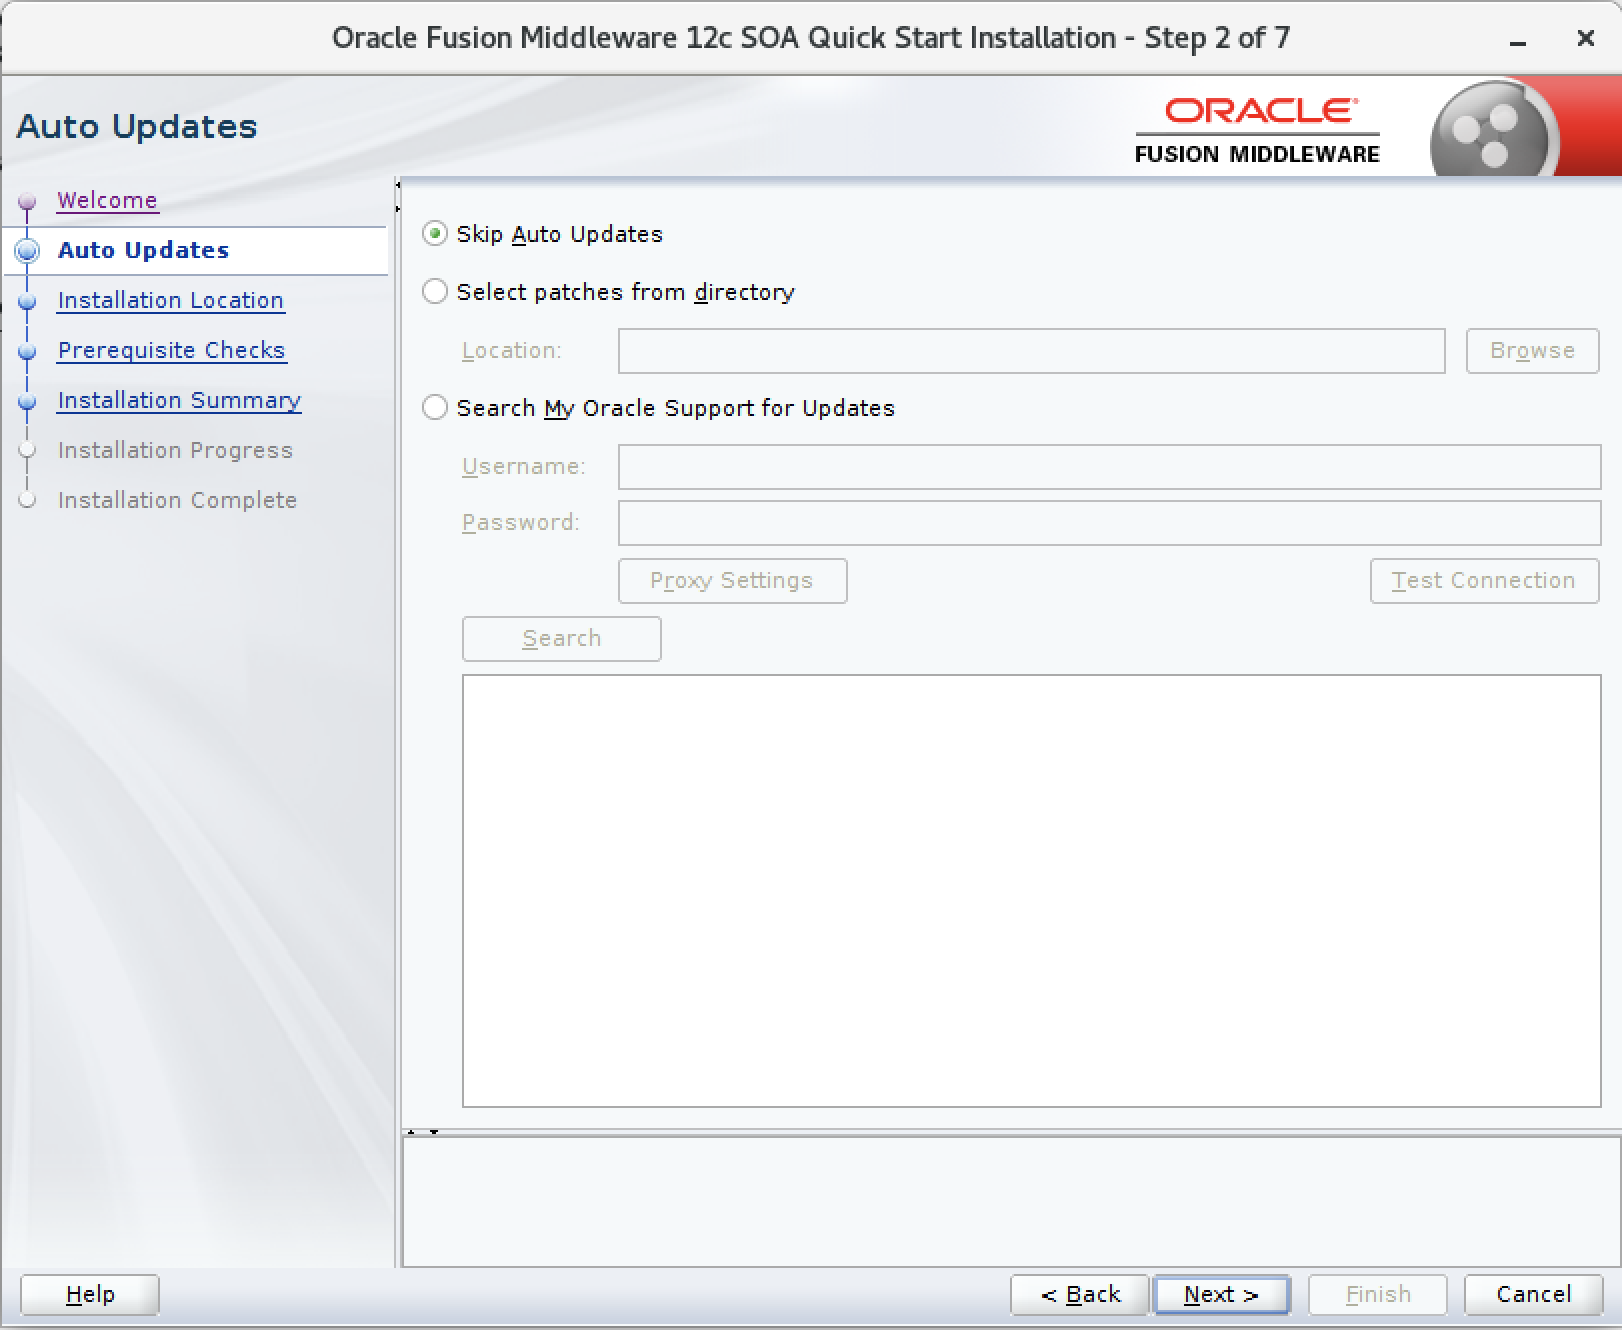 Oracle Fusion Middleware 12c SOA Quick Start Installation - Step 2 of 7
Auto Updates
ORACLE
FUSION MIDDLEWARE
Welcome
Auto Updates
Installation Location
Prerequisite Checks
Installation Summary
Installation Progress
Installation Complete
Skip Auto Updates
Select patches from directory
Location:
Browse
Search My Oracle Support for Updates
Username:
Password:
Proxy Settings
Test Connection
Search
Help
< Back
Next >
Finish
Cancel